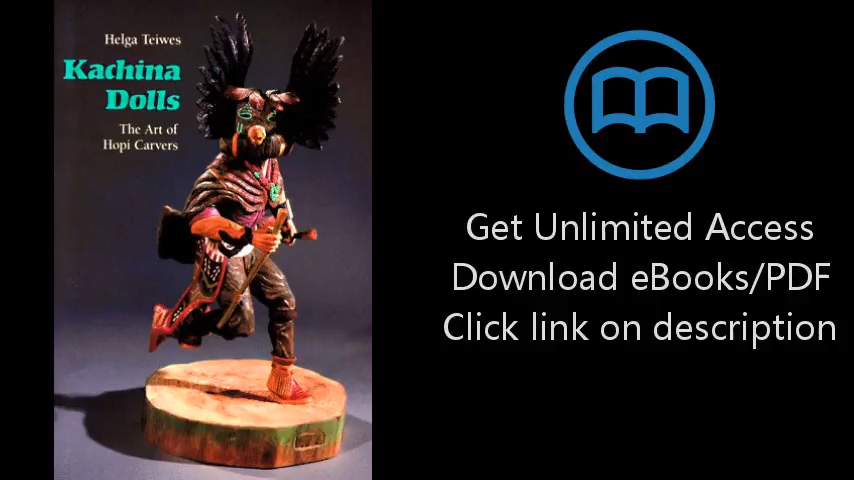 Helga Teiwes
Kachina
Dolls
The Art of
Hopi Carvers
Get Unlimited Access
Download eBooks/PDF
Click link on description